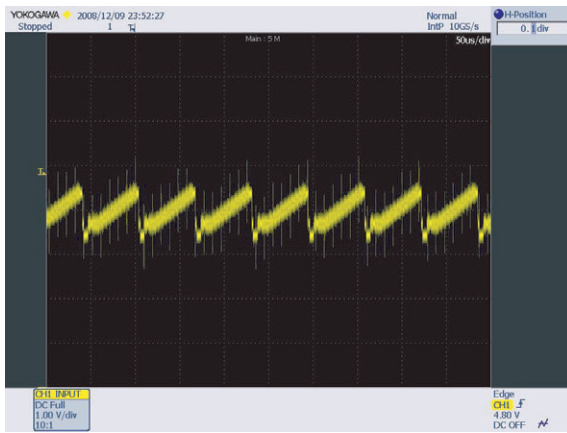 YOKOGAWA 2008/12/09 23:52:27
Normal
H-Position
Stopped 1
IntP 10GS/s
0.1div
Main : 5 M
50us/div
CH1 INPUT
DC Full
1.00 V/div
10:1
Edge
CH1
4.80 V
DC OFF